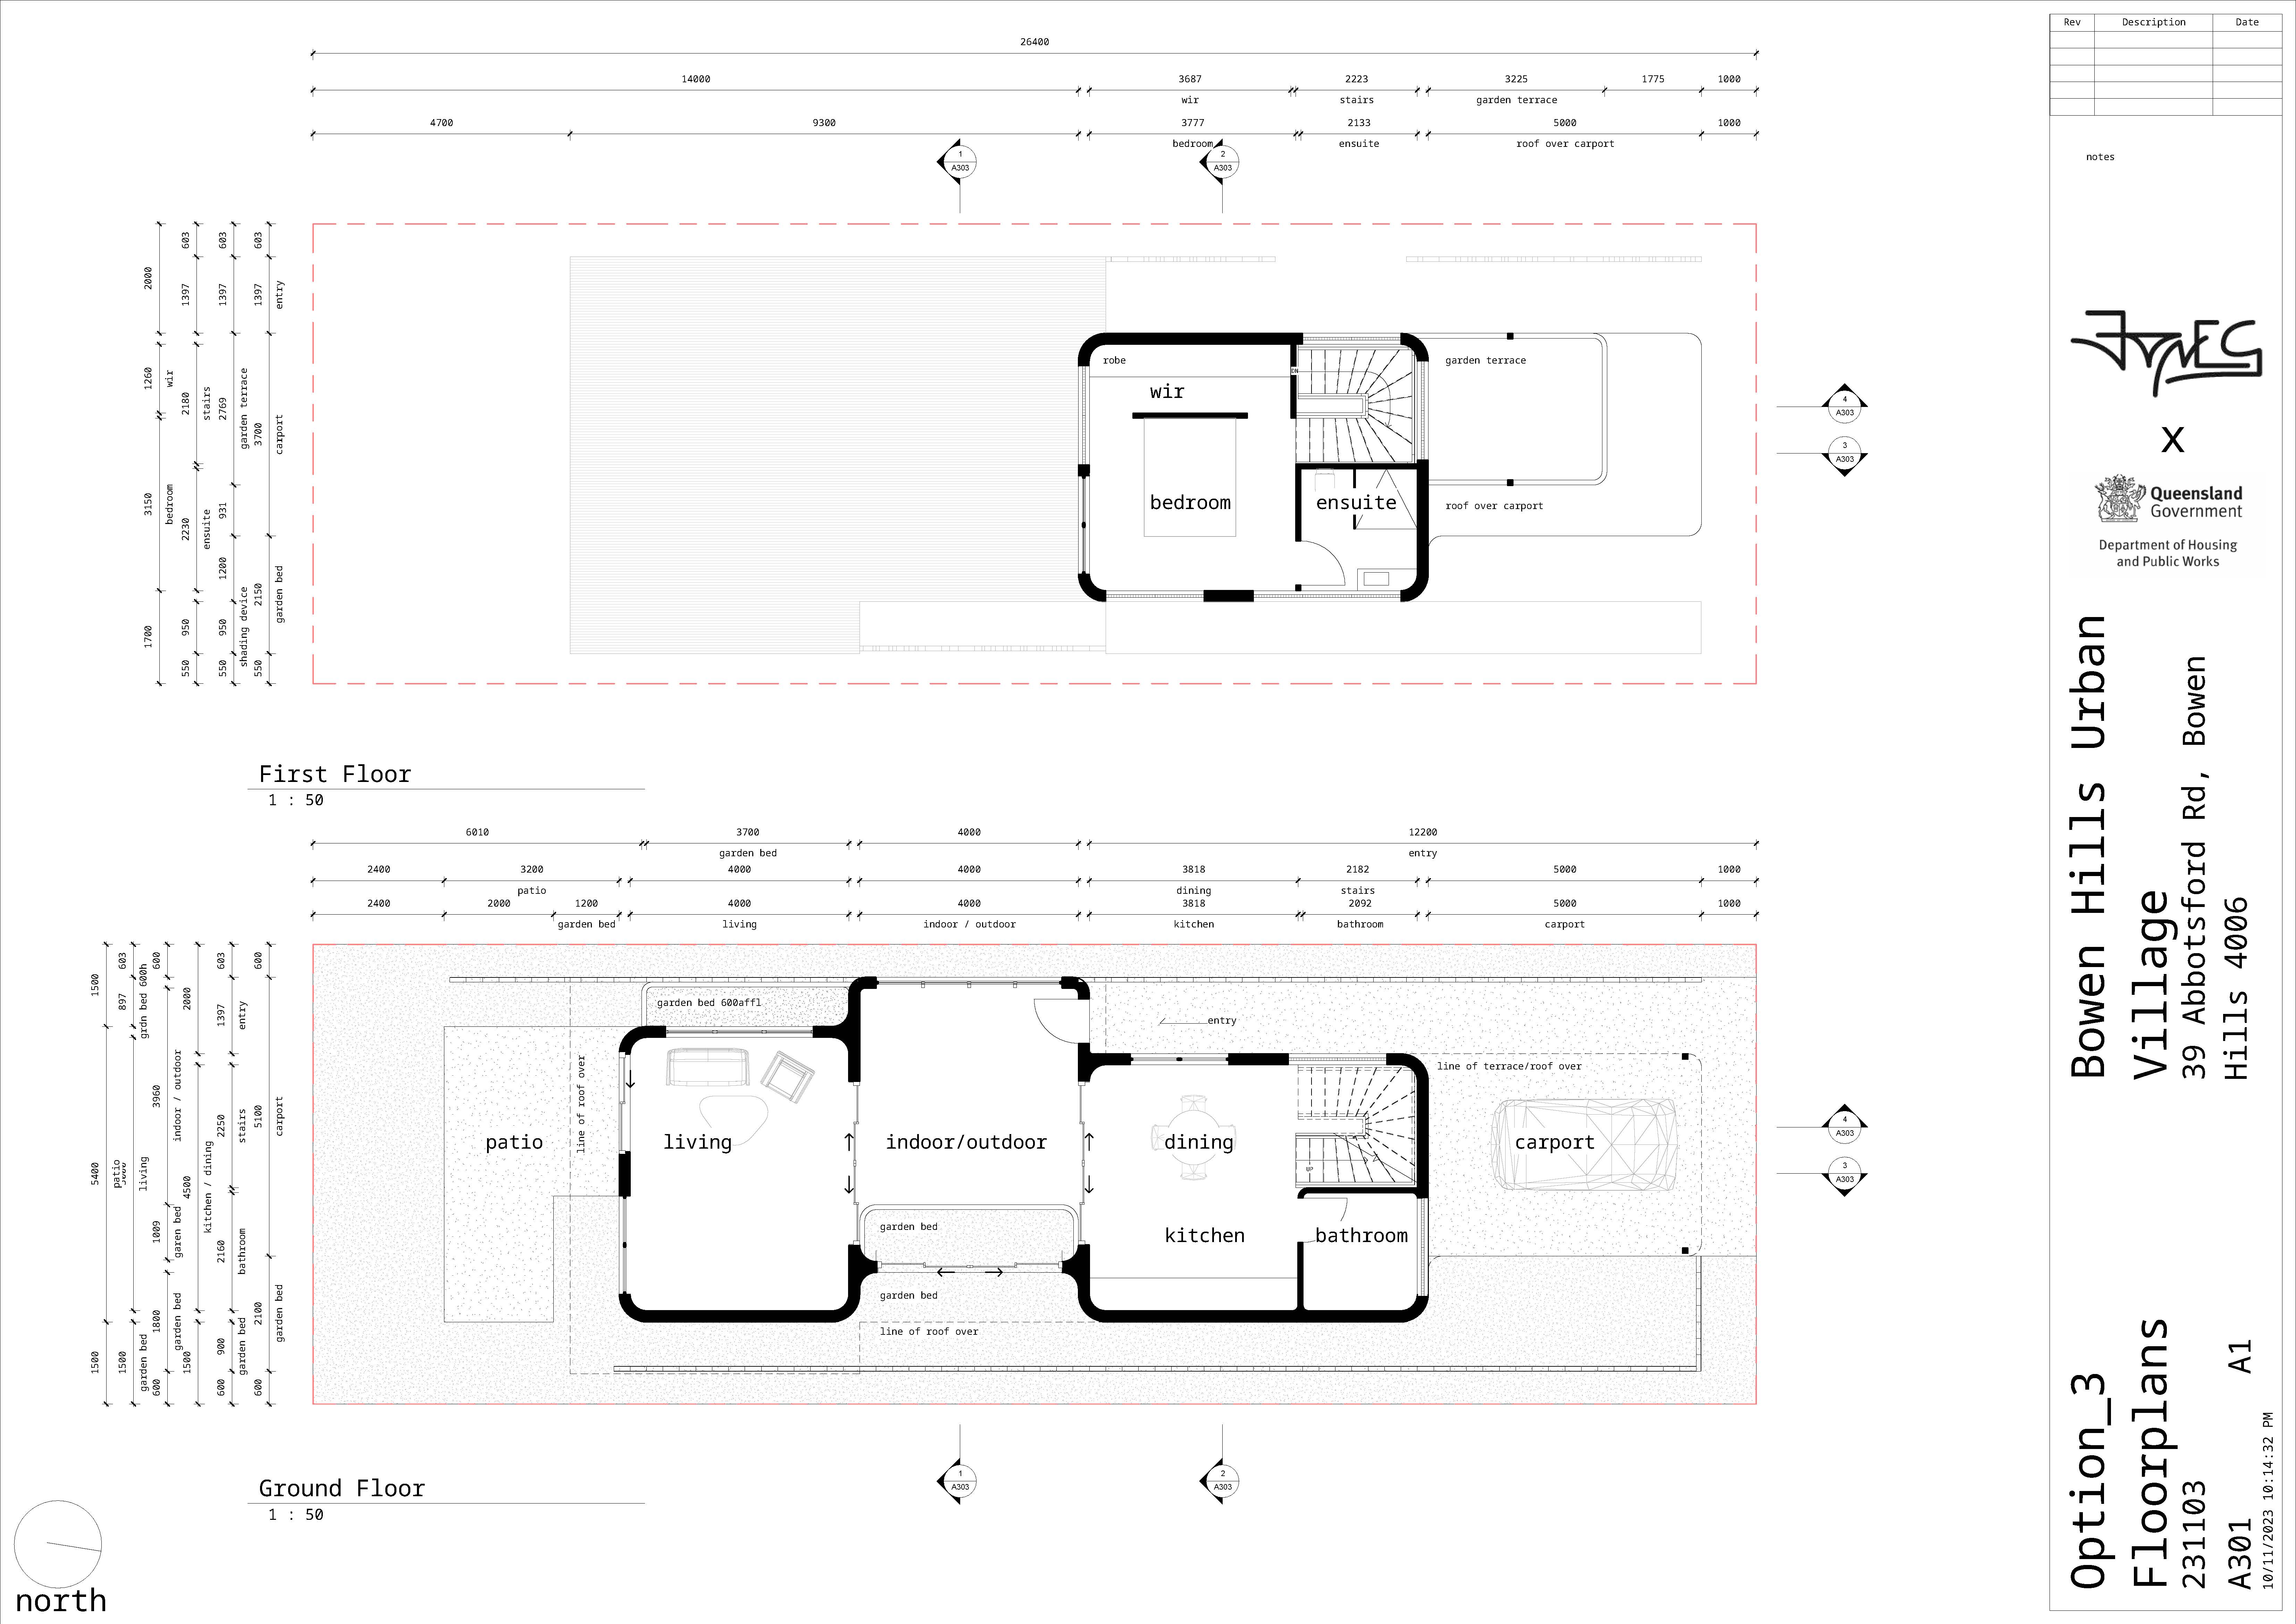 26400
14000 3687 2223 3225 1775 1000
wir stairs garden terrace
4700 9300 3777 2133 5000 1000
bedroom ensuite roof over carport
1 A303
2 A303
2000 1260 3150 1700
wir bedroom
603 1397 2180 2230 950 550
stairs ensuite
603 1397 2769 931 1200 950 550
garden terrace shading device
603 1397 3700 2150 550
entry carport garden bed
robe
wir
DN
garden terrace
bedroom
ensuite
roof over carport
4 A303
3 A303
First Floor
1 : 50
6010 3700 4000 12200
garden bed entry
2400 3200 4000 4000 3818 2182 5000 1000
patio dining stairs
2400 2000 1200 4000 4000 3818 2092 5000 1000
garden bed living indoor / outdoor kitchen bathroom carport
1500 5400 1500
patio
603 897 1500
grdn bed 600h living garden bed
600 3960 1009 1800 600
indoor / outdoor garen bed garden bed
2000 4500 1500
kitchen / dining
603 1397 2250 2160 900 600
entry stairs bathroom garden bed
600 5100 2100 600
carport garden bed
garden bed 600affl
entry
line of terrace/roof over
line of roof over
patio
living
indoor/outdoor
dining
carport
UP
garden bed
kitchen
bathroom
garden bed
line of roof over
4 A303
3 A303
1 A303
2 A303
Ground Floor
1 : 50
north
Rev Description Date
notes
JJYNES
x
Queensland
Government
Department of Housing
and Public Works
Bowen Hills Urban
Village
39 Abbotsford Rd, Bowen
Hills 4006
Option_3
Floorplans
231103
A301 A1
10/11/2023 10:14:32 PM